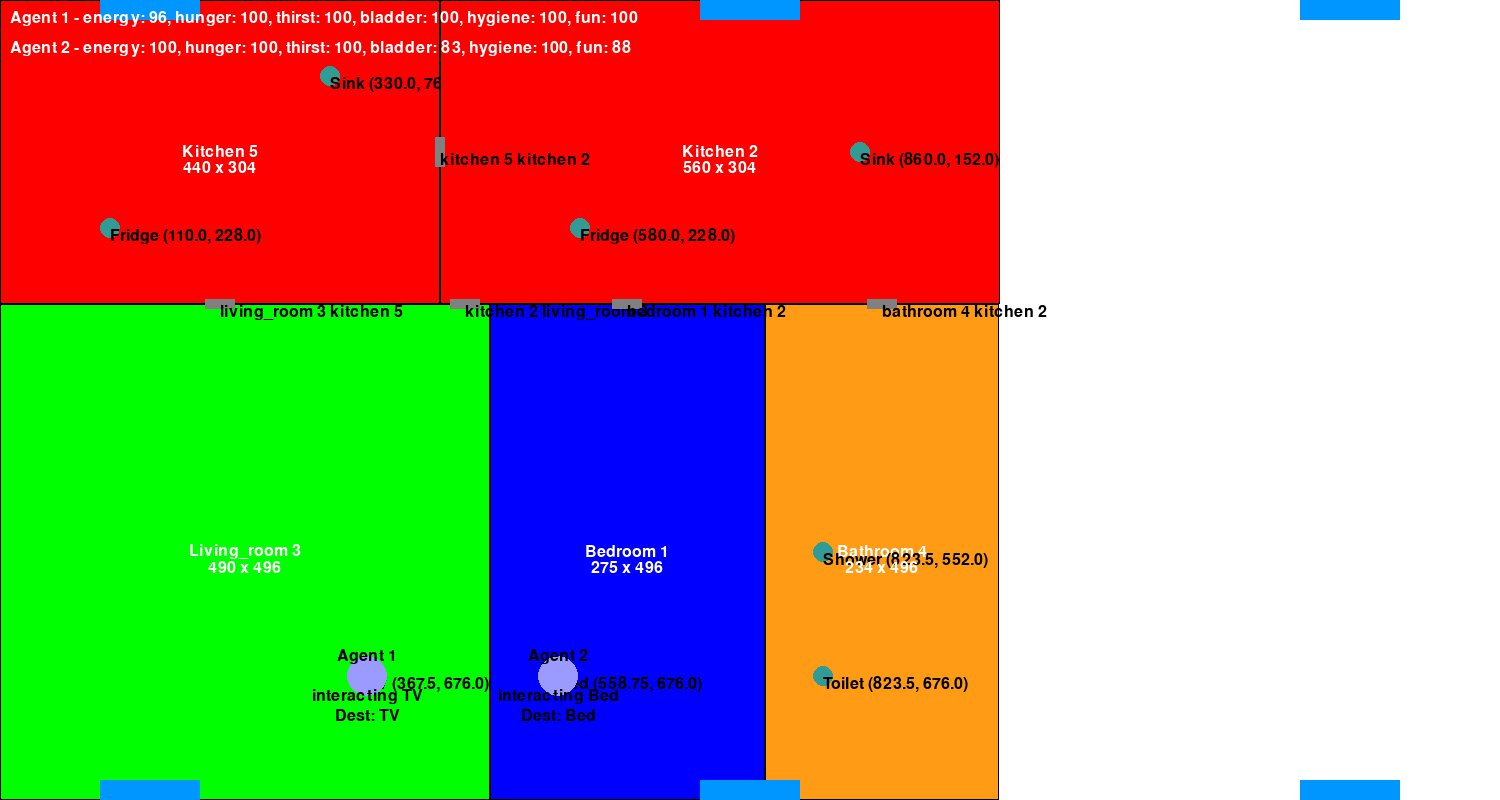 Agent 1 - energy: 96, hunger: 100, thirst: 100, bladder: 100, hygiene: 100, fun: 100
Agent 2 - energy: 100, hunger: 100, thirst: 100, bladder: 83, hygiene: 100, fun: 88
Sink (330.0, 76
Kitchen 5
440 x 304
kitchen 5 kitchen 2
Kitchen 2
560 x 304
Sink (860.0, 152.0)
Fridge (110.0, 228.0)
Fridge (580.0, 228.0)
living_room 3 kitchen 5
kitchen 2 living_room 3
bedroom 1 kitchen 2
bathroom 4 kitchen 2
Living_room 3
490 x 496
Bedroom 1
275 x 496
Bathroom 4
234 x 496
Shower (823.5, 552.0)
Agent 1
(367.5, 676.0)
interacting TV
Dest: TV
Agent 2
d (558.75, 676.0)
interacting Bed
Dest: Bed
Toilet (823.5, 676.0)